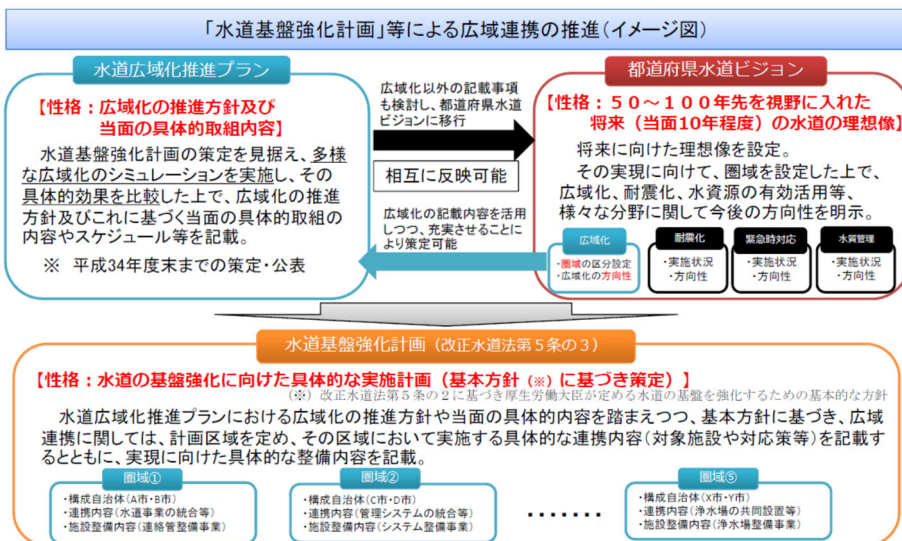 「水道基盤強化計画」等による広域連携の推進（イメージ図）
水道広域化推進プラン
【性格：広域化の推進方針及び
当面の具体的取組内容】
水道基盤強化計画の策定を見据え、多様
な広域化のシミュレーションを実施し、その
具体的効果を比較した上で、広域化の推進
方針及びこれに基づく当面の具体的取組の
内容やスケジュール等を記載。
※ 平成34年度末までの策定・公表
広域化以外の記載事項
も検討し、都道府県水道
ビジョンに移行
相互に反映可能
広域化の記載内容を活用
しつつ、充実させることに
より策定可能
都道府県水道ビジョン
【性格：５０～１００年先を視野に入れた
将来（当面10年程度）の水道の理想像】
将来に向けた理想像を設定。
その実現に向けて、圏域を設定した上で、
広域化、耐震化、水資源の有効活用等、
様々な分野に関して今後の方向性を明示。
広域化
・圏域の区分設定
・広域化の方向性
耐震化
・実施状況
・方向性
緊急時対応
・実施状況
・方向性
水質管理
・実施状況
・方向性
水道基盤強化計画（改正水道法第５条の３）
【性格：水道の基盤強化に向けた具体的な実施計画（基本方針（※）に基づき策定）】
（※）改正水道法第５条の２に基づき厚生労働大臣が定める水道の基盤を強化するための基本的な方針
水道広域化推進プランにおける広域化の推進方針や当面の具体的内容を踏まえつつ、基本方針に基づき、広域
連携に関しては、計画区域を定め、その区域において実施する具体的な連携内容（対象施設や対応策等）を記載す
るとともに、実現に向けた具体的な整備内容を記載。
圏域①
・構成自治体（A市・B市）
・連携内容（水道事業の統合等）
・施設整備内容（連絡管整備事業）
圏域②
・構成自治体（C市・D市）
・連携内容（管理システムの統合等）
・施設整備内容（システム整備事業）
・・・・・・・
圏域⑤
・構成自治体（X市・Y市）
・連携内容（浄水場の共同設置等）
・施設整備内容（浄水場整備事業）